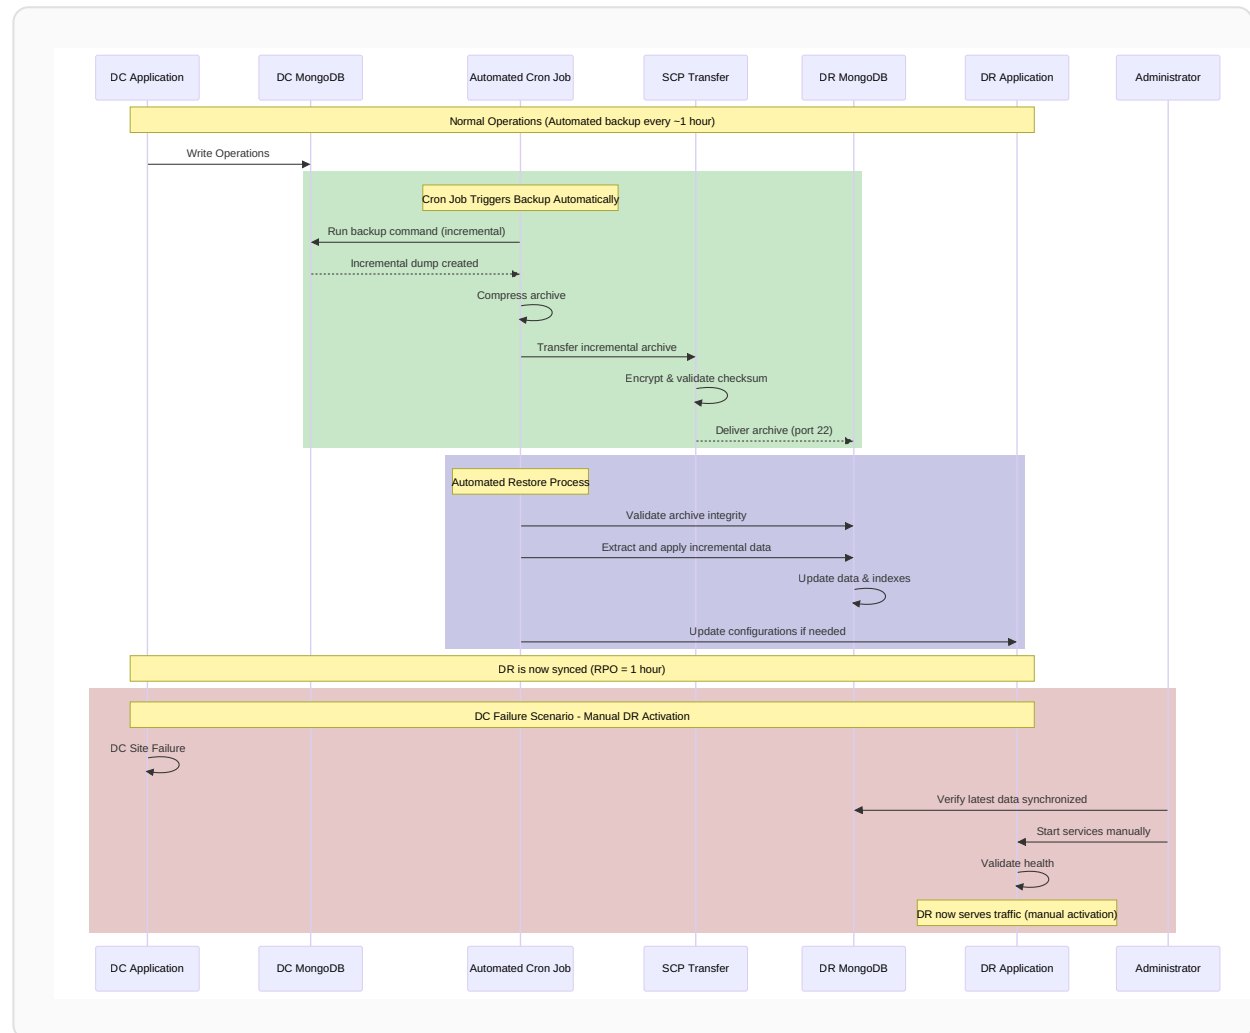 DC Application
DC MongoDB
Automated Cron Job
SCP Transfer
DR MongoDB
DR Application
Administrator
Normal Operations (Automated backup every ~1 hour)
Write Operations
Cron Job Triggers Backup Automatically
Run backup command (incremental)
Incremental dump created
Compress archive
Transfer incremental archive
Encrypt & validate checksum
Deliver archive (port 22)
Automated Restore Process
Validate archive integrity
Extract and apply incremental data
Update data & indexes
Update configurations if needed
DR is now synced (RPO = 1 hour)
DC Failure Scenario - Manual DR Activation
DC Site Failure
Verify latest data synchronized
Start services manually
Validate health
DR now serves traffic (manual activation)
DC Application
DC MongoDB
Automated Cron Job
SCP Transfer
DR MongoDB
DR Application
Administrator